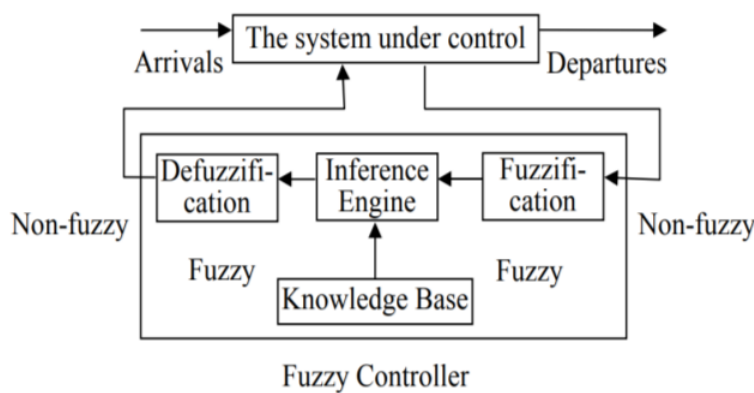 The system under control
Arrivals
Departures
Defuzzifi-
cation
Inference
Engine
Fuzzifi-
cation
Non-fuzzy
Non-fuzzy
Fuzzy
Fuzzy
Knowledge Base
Fuzzy Controller